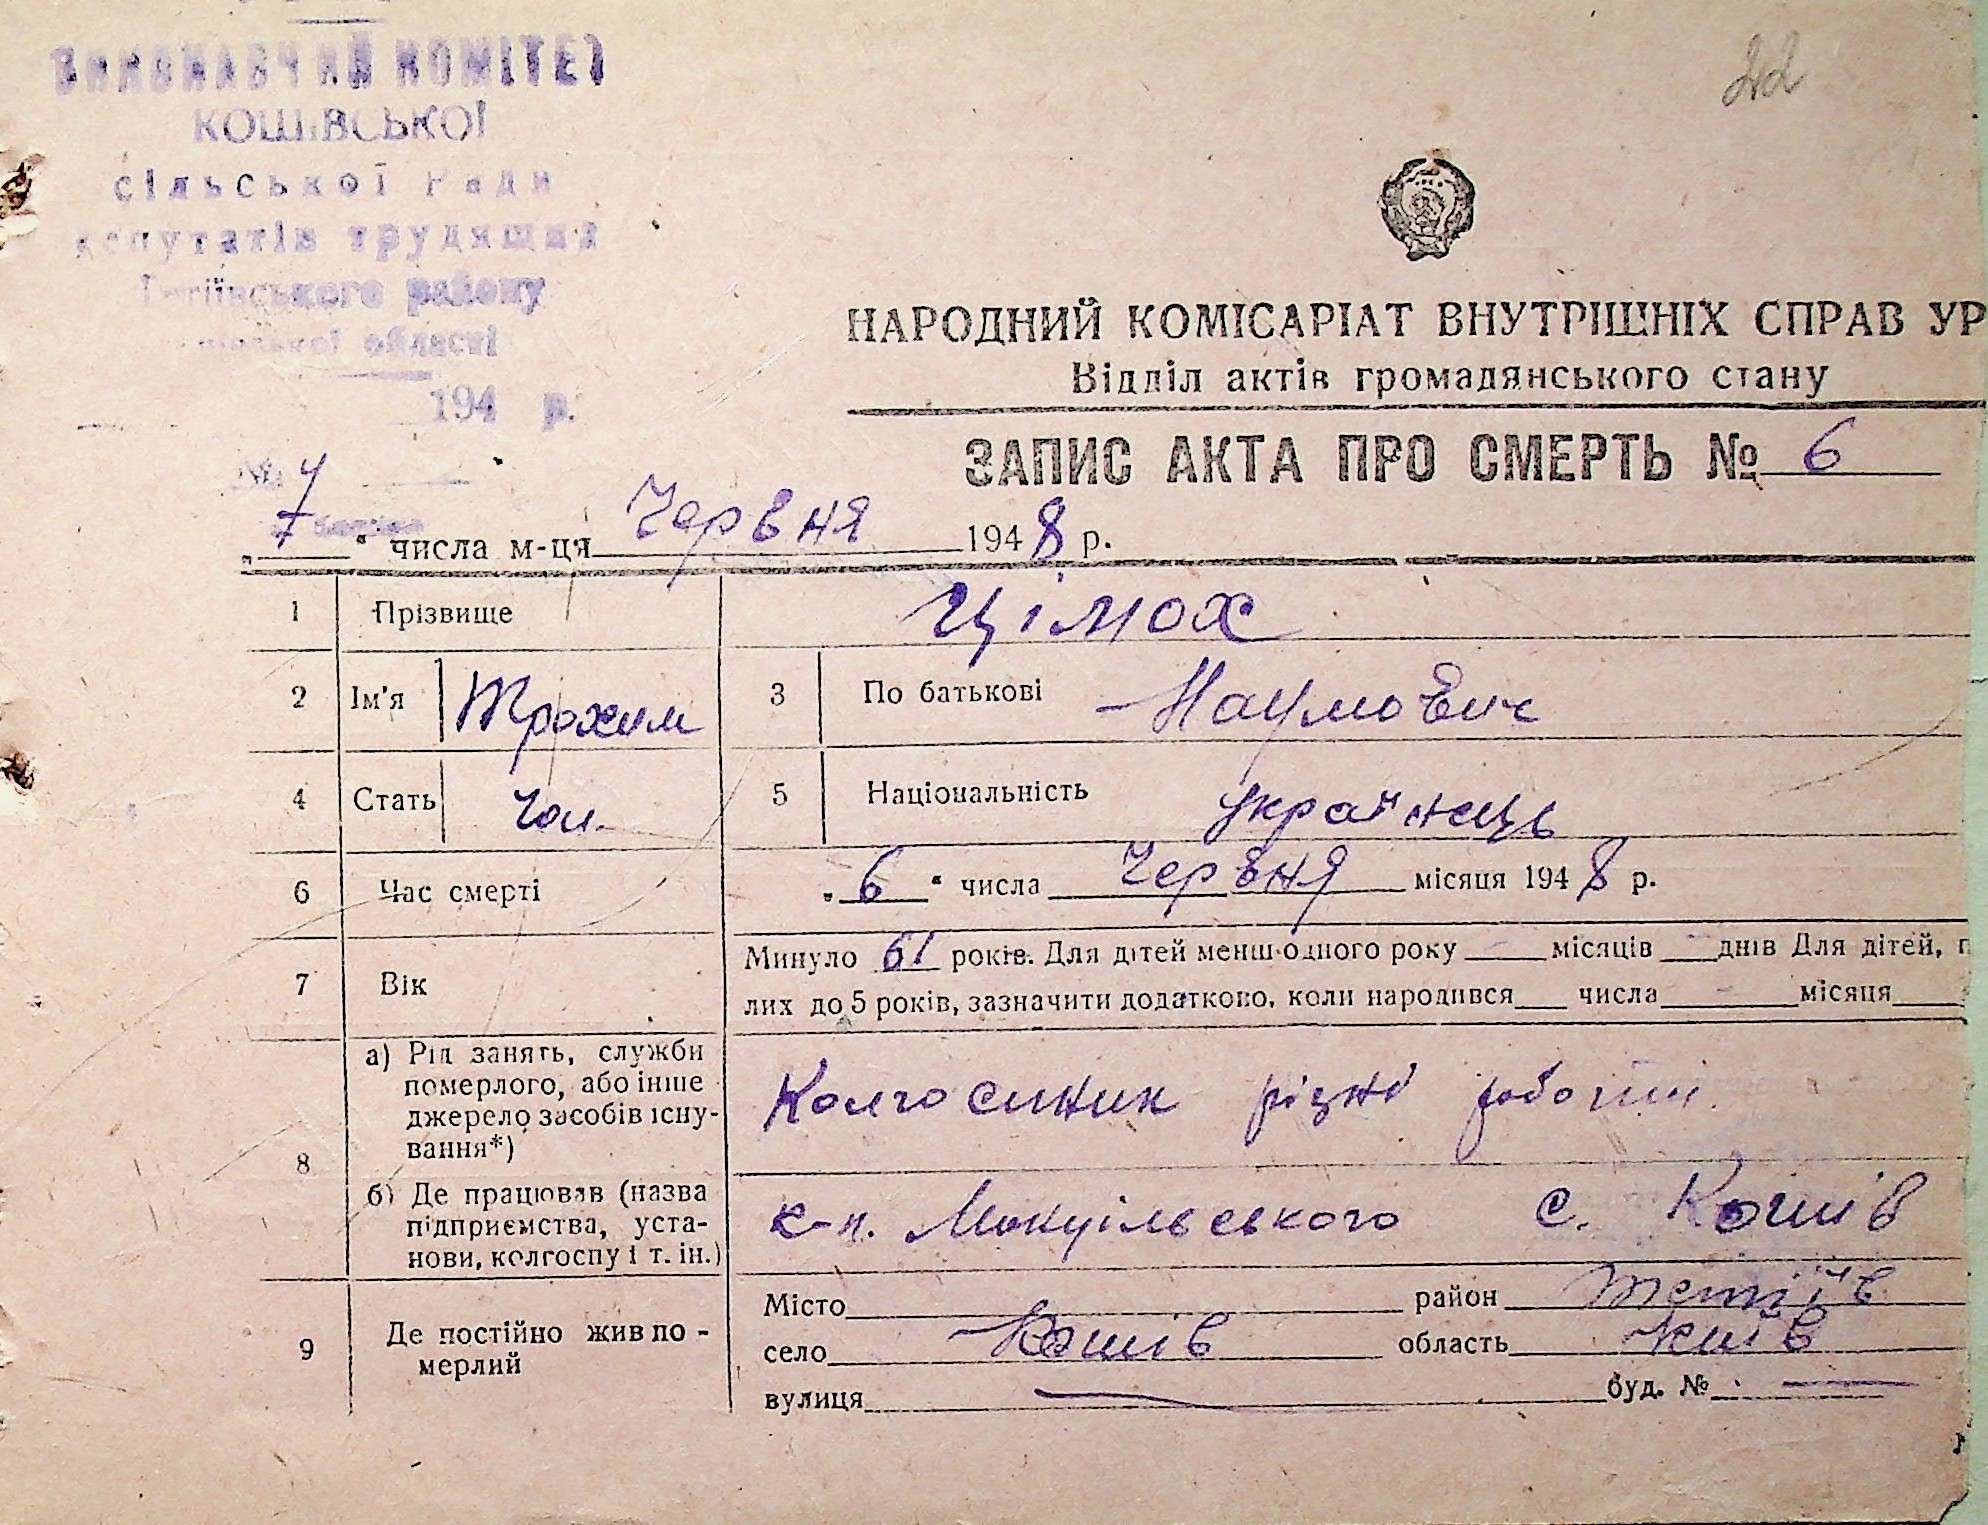 22
ВИКОНАВЧИЙ КОМІТЕТ
КОШІВСЬКОЇ
сільської Ради
депутатів трудящих
Тетіївського району
області
194 р.
№
НАРОДНИЙ КОМІСАРІАТ ВНУТРІШНІХ СПРАВ УР
Відділ актів громадянського стану
ЗАПИС АКТА ПРО СМЕРТЬ № 6
„ 7 “ числа м-ця Червня 1948 р.
1 Прізвище Цімох
2 Ім'я Трохим 3 По батькові Наумович
4 Стать Чол. 5 Національність українець
6 Час смерті „ 6 “ числа Червня місяця 1948 р.
7 Вік Минуло 61 років. Для дітей менш одного року — місяців — днів Для дітей, п
лих до 5 років, зазначити додатково, коли народився числа місяця
8 а) Рід занять, служби померлого, або інше джерело засобів існування*) Колгоспник різні роботи.
б) Де працював (назва підприємства, установи, колгоспу і т. ін.) с. Кошів
9 Де постійно жив померлий Місто район Тетіїв
село Кошів область Київ
вулиця — буд. № —